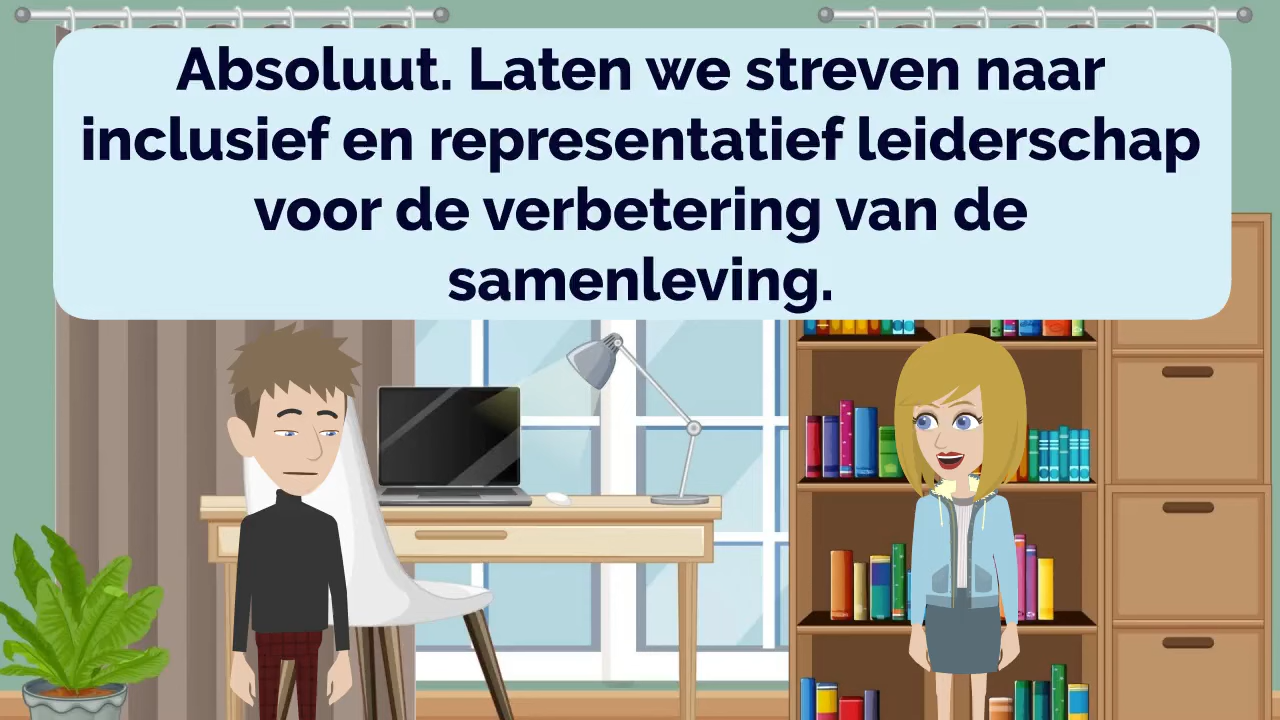 Absoluut. Laten we streven naar
inclusief en representatief leiderschap
voor de verbetering van de
samenleving.